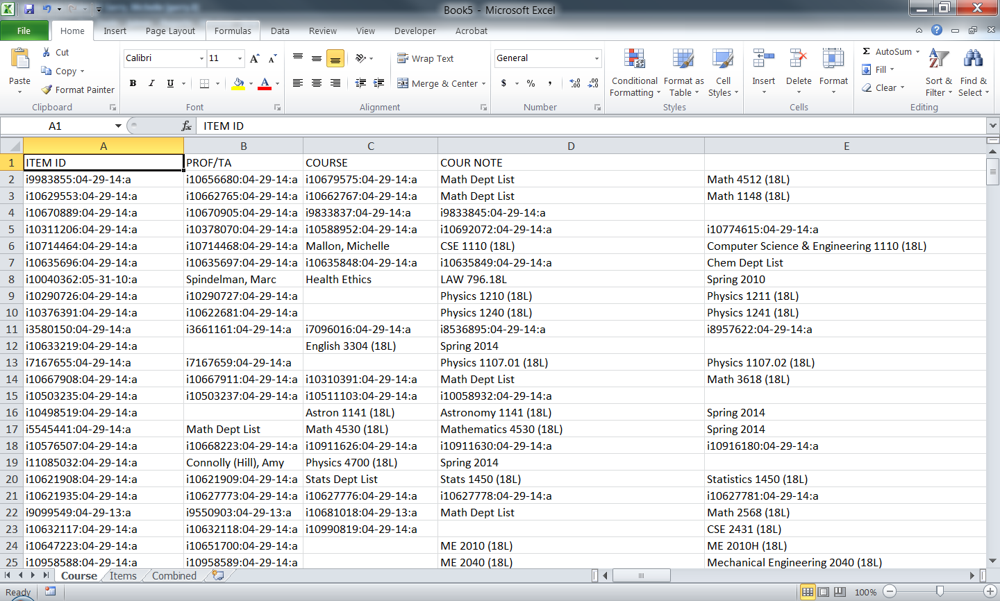 Book5 - Microsoft Excel
File Home Insert Page Layout Formulas Data Review View Developer Acrobat
Paste Cut Copy Format Painter Clipboard
Calibri 11 B I U Font
Wrap Text Merge & Center Alignment
General $ % , Number
Conditional Formatting Format as Table Cell Styles Styles
Insert Delete Format Cells
Σ AutoSum Fill Clear Sort & Filter Find & Select Editing
A1 fx ITEM ID
A B C D E
1 ITEM ID PROF/TA COURSE COUR NOTE
2 i9983855:04-29-14:a i10656680:04-29-14:a i10679575:04-29-14:a Math Dept List Math 4512 (18L)
3 i10629553:04-29-14:a i10662765:04-29-14:a i10662767:04-29-14:a Math Dept List Math 1148 (18L)
4 i10670889:04-29-14:a i10670905:04-29-14:a i9833837:04-29-14:a i9833845:04-29-14:a
5 i10311206:04-29-14:a i10378070:04-29-14:a i10588952:04-29-14:a i10692072:04-29-14:a i10774615:04-29-14:a
6 i10714464:04-29-14:a i10714468:04-29-14:a Mallon, Michelle CSE 1110 (18L) Computer Science & Engineering 1110 (18L)
7 i10635696:04-29-14:a i10635697:04-29-14:a i10635848:04-29-14:a i10635849:04-29-14:a Chem Dept List
8 i10040362:05-31-10:a Spindelman, Marc Health Ethics LAW 796.18L Spring 2010
9 i10290726:04-29-14:a i10290727:04-29-14:a Physics 1210 (18L) Physics 1211 (18L)
10 i10376391:04-29-14:a i10622681:04-29-14:a Physics 1240 (18L) Physics 1241 (18L)
11 i3580150:04-29-14:a i3661161:04-29-14:a i7096016:04-29-14:a i8536895:04-29-14:a i8957622:04-29-14:a
12 i10633219:04-29-14:a English 3304 (18L) Spring 2014
13 i7167655:04-29-14:a i7167659:04-29-14:a Physics 1107.01 (18L) Physics 1107.02 (18L)
14 i10667908:04-29-14:a i10667911:04-29-14:a i10310391:04-29-14:a Math Dept List Math 3618 (18L)
15 i10503235:04-29-14:a i10503237:04-29-14:a i10511103:04-29-14:a i10058932:04-29-14:a
16 i10498519:04-29-14:a Astron 1141 (18L) Astronomy 1141 (18L) Spring 2014
17 i5545441:04-29-14:a Math Dept List Math 4530 (18L) Mathematics 4530 (18L) Spring 2014
18 i10576507:04-29-14:a i10668223:04-29-14:a i10911626:04-29-14:a i10911630:04-29-14:a i10916180:04-29-14:a
19 i11085032:04-29-14:a Connolly (Hill), Amy Physics 4700 (18L) Spring 2014
20 i10621908:04-29-14:a i10621909:04-29-14:a Stats Dept List Stats 1450 (18L) Statistics 1450 (18L)
21 i10621935:04-29-14:a i10627773:04-29-14:a i10627776:04-29-14:a i10627778:04-29-14:a i10627781:04-29-14:a
22 i9099549:04-29-13:a i9550903:04-29-13:a i10681018:04-29-13:a Math Dept List Math 2568 (18L)
23 i10632117:04-29-14:a i10632118:04-29-14:a i10990819:04-29-14:a CSE 2431 (18L)
24 i10647223:04-29-14:a i10651700:04-29-14:a ME 2010 (18L) ME 2010H (18L)
25 i10958588:04-29-14:a i10958589:04-29-14:a ME 2040 (18L) Mechanical Engineering 2040 (18L)
Course Items Combined
Ready 100%